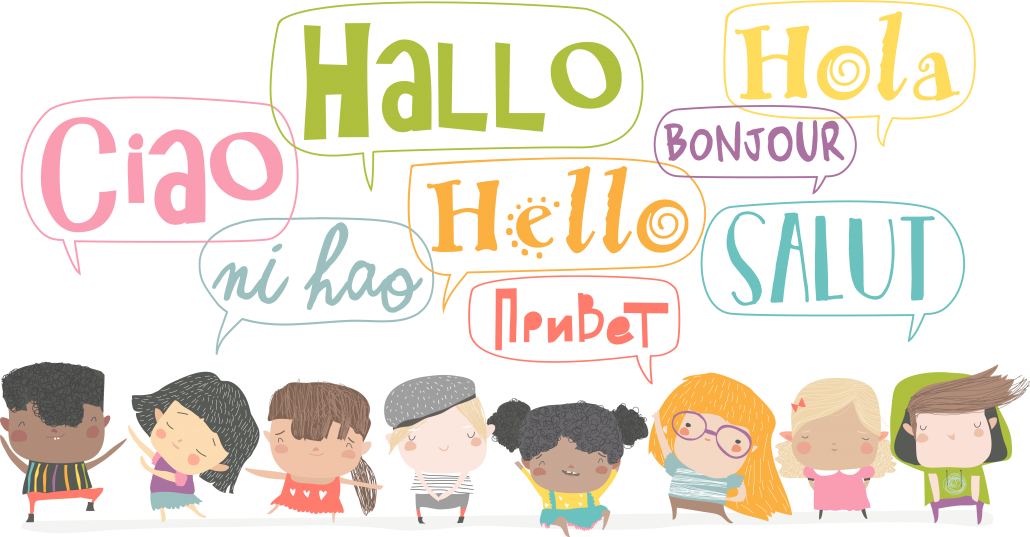 Hallo
Hola
Ciao
BONJOUR
Hello
ni hao
SALUT
ПриВеТ